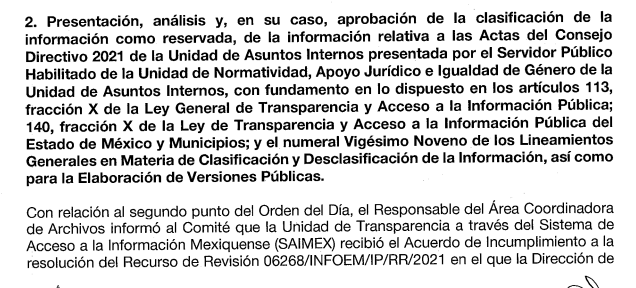 2. Presentación, análisis y, en su caso, aprobación de la clasificación de la
información como reservada, de la información relativa a las Actas del Consejo
Directivo 2021 de la Unidad de Asuntos Internos presentada por el Servidor Público
Habilitado de la Unidad de Normatividad, Apoyo Jurídico e Igualdad de Género de la
Unidad de Asuntos Internos, con fundamento en lo dispuesto en los artículos 113,
fracción X de la Ley General de Transparencia y Acceso a la Información Pública;
140, fracción X de la Ley de Transparencia y Acceso a la Información Pública del
Estado de México y Municipios; y el numeral Vigésimo Noveno de los Lineamientos
Generales en Materia de Clasificación y Desclasificación de la Información, así como
para la Elaboración de Versiones Públicas.
Con relación al segundo punto del Orden del Día, el Responsable del Área Coordinadora
de Archivos informó al Comité que la Unidad de Transparencia a través del Sistema de
Acceso a la Información Mexiquense (SAIMEX) recibió el Acuerdo de Incumplimiento a la
resolución del Recurso de Revisión 06268/INFOEM/IP/RR/2021 en el que la Dirección de